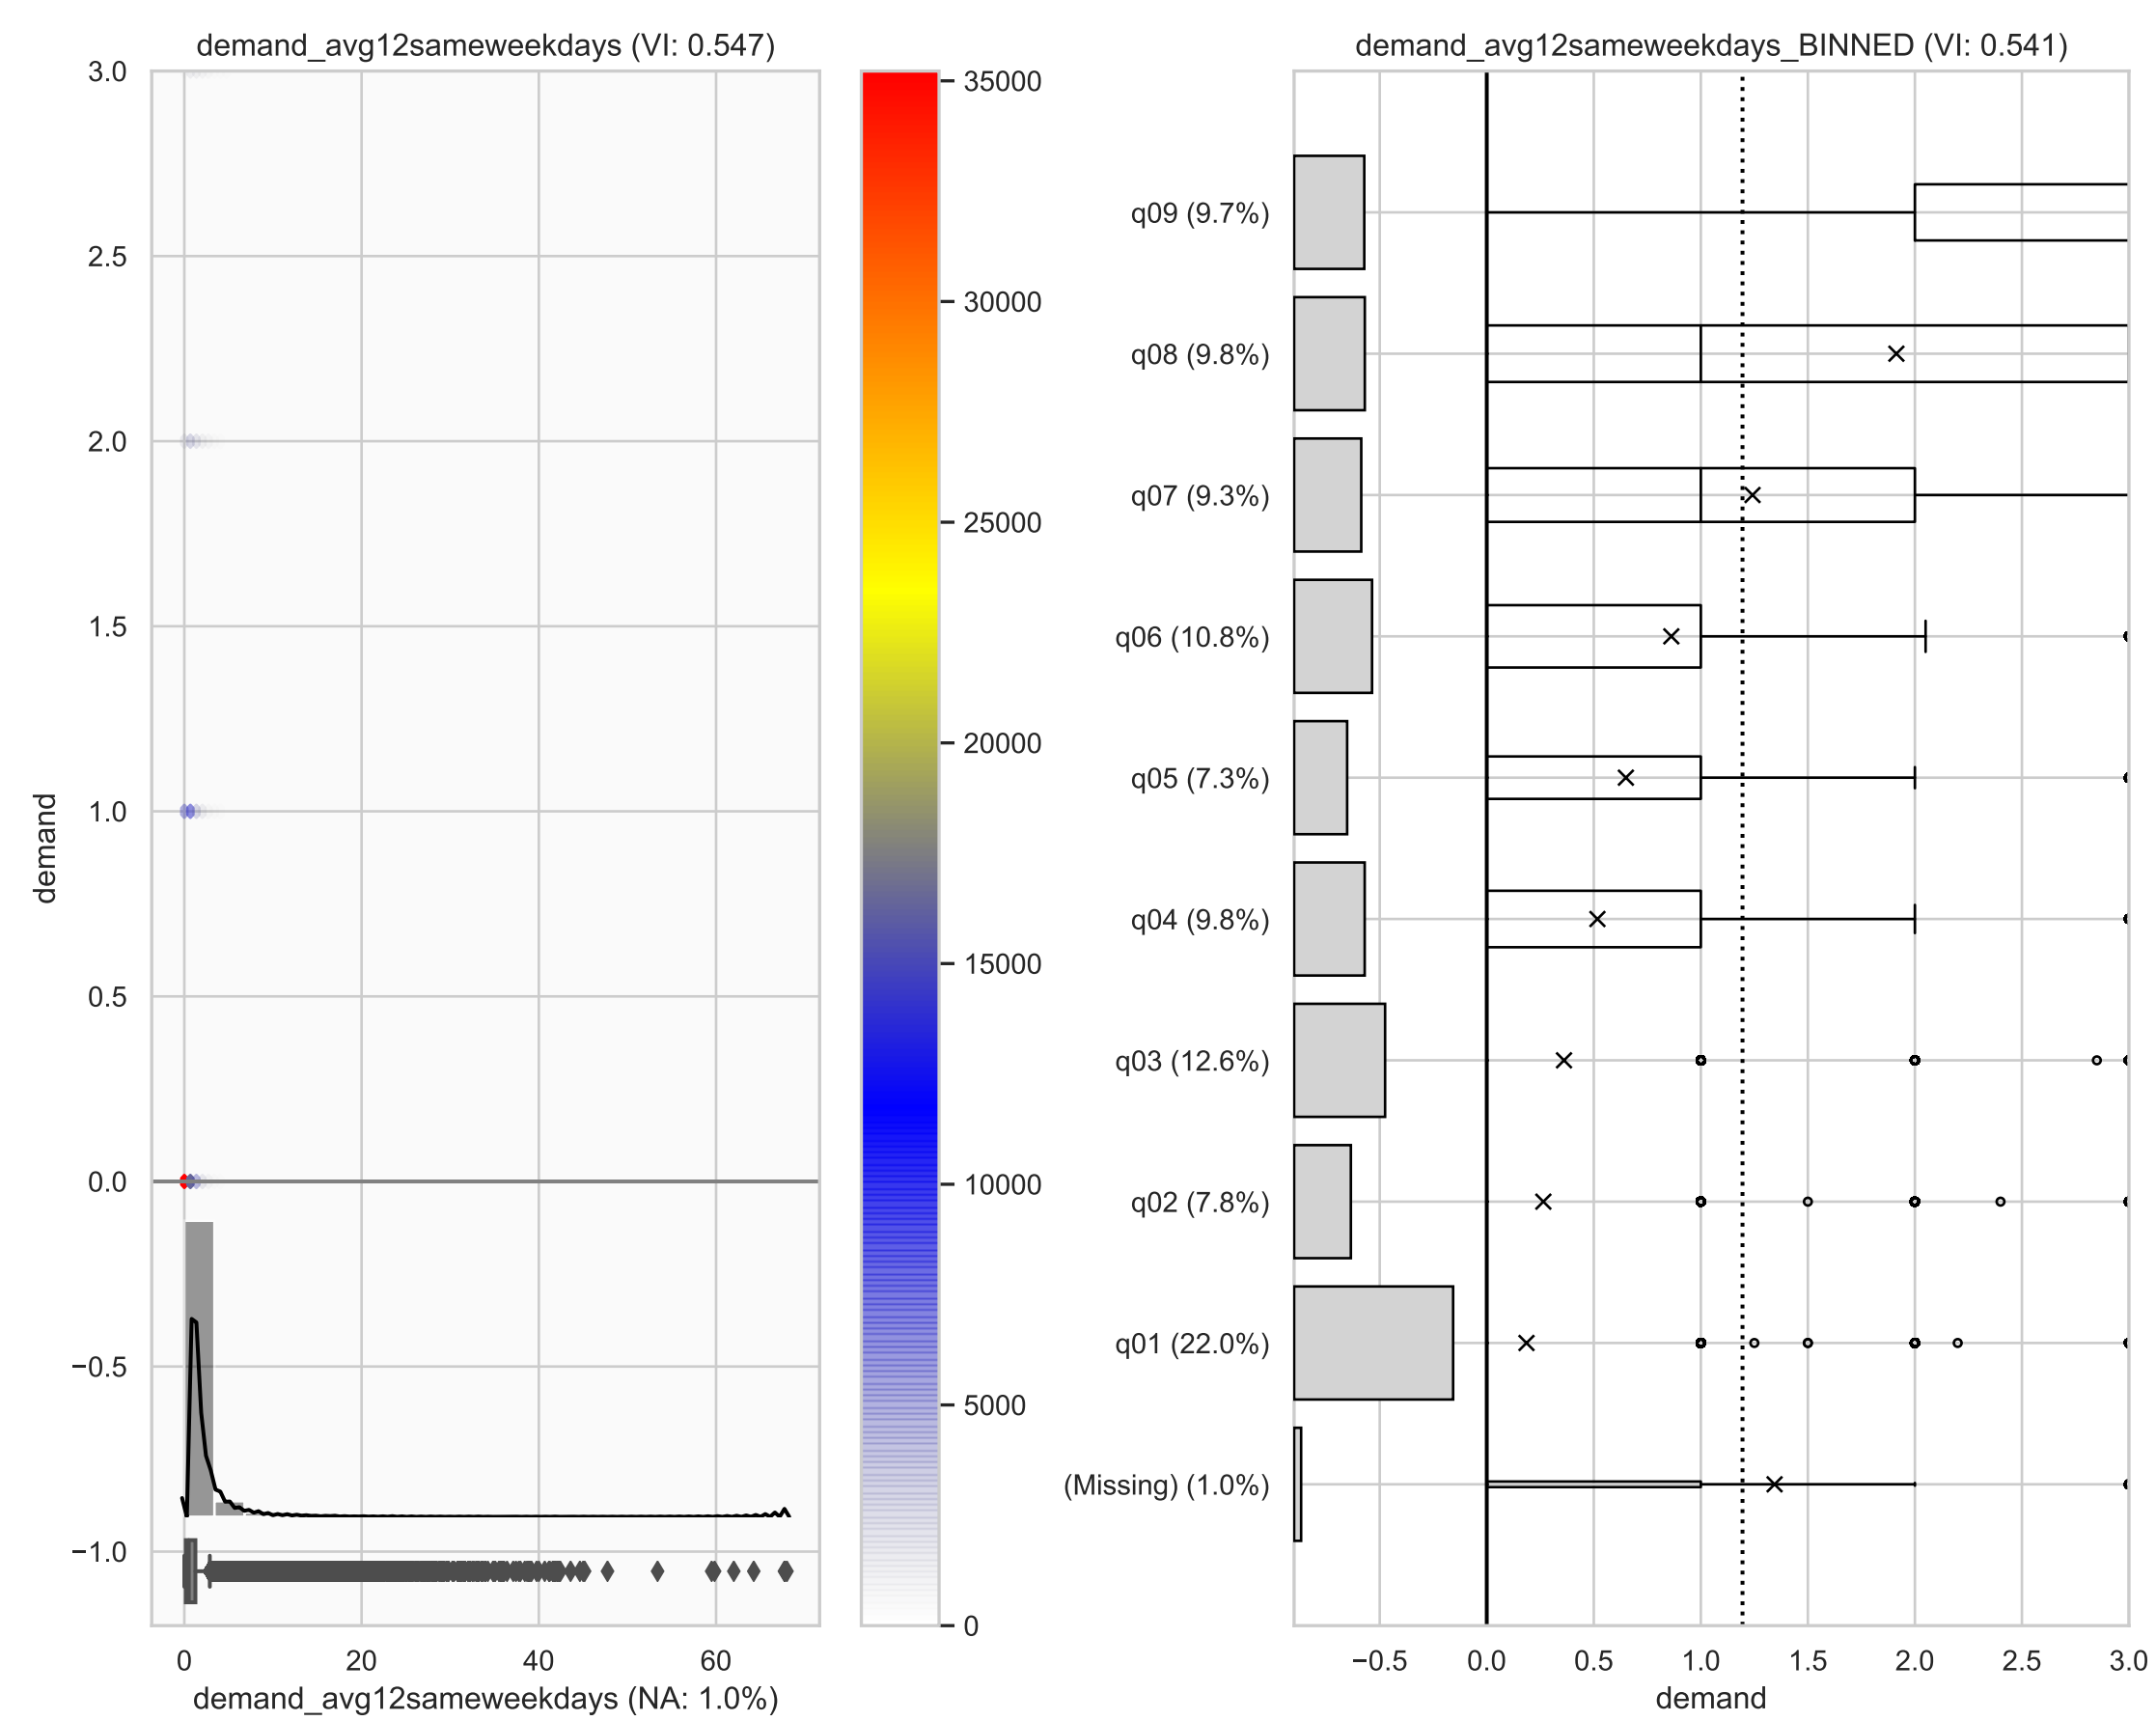 demand_avg12sameweekdays (VI: 0.547)
3.0
2.5
2.0
1.5
1.0
0.5
0.0
−0.5
−1.0
demand
0 20 40 60
demand_avg12sameweekdays (NA: 1.0%)
35000
30000
25000
20000
15000
10000
5000
0
demand_avg12sameweekdays_BINNED (VI: 0.541)
q09 (9.7%)
q08 (9.8%)
q07 (9.3%)
q06 (10.8%)
q05 (7.3%)
q04 (9.8%)
q03 (12.6%)
q02 (7.8%)
q01 (22.0%)
(Missing) (1.0%)
−0.5 0.0 0.5 1.0 1.5 2.0 2.5 3.0
demand